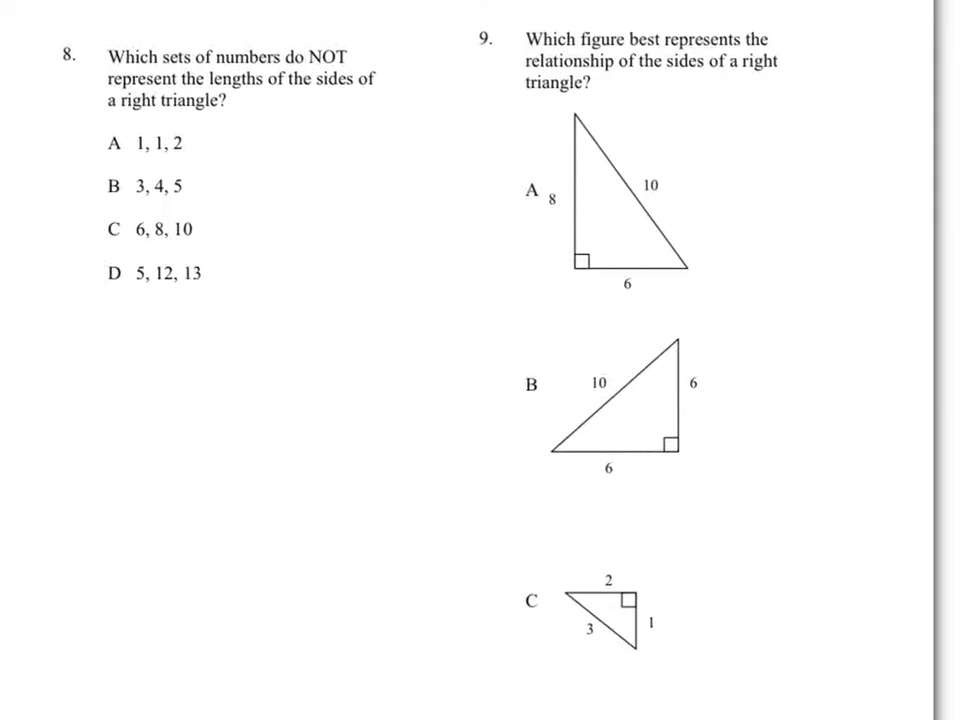 8. Which sets of numbers do NOT
represent the lengths of the sides of
a right triangle?
A 1, 1, 2
B 3, 4, 5
C 6, 8, 10
D 5, 12, 13
9. Which figure best represents the
relationship of the sides of a right
triangle?
A 8 10
6
B 10 6
6
2
C 3 1